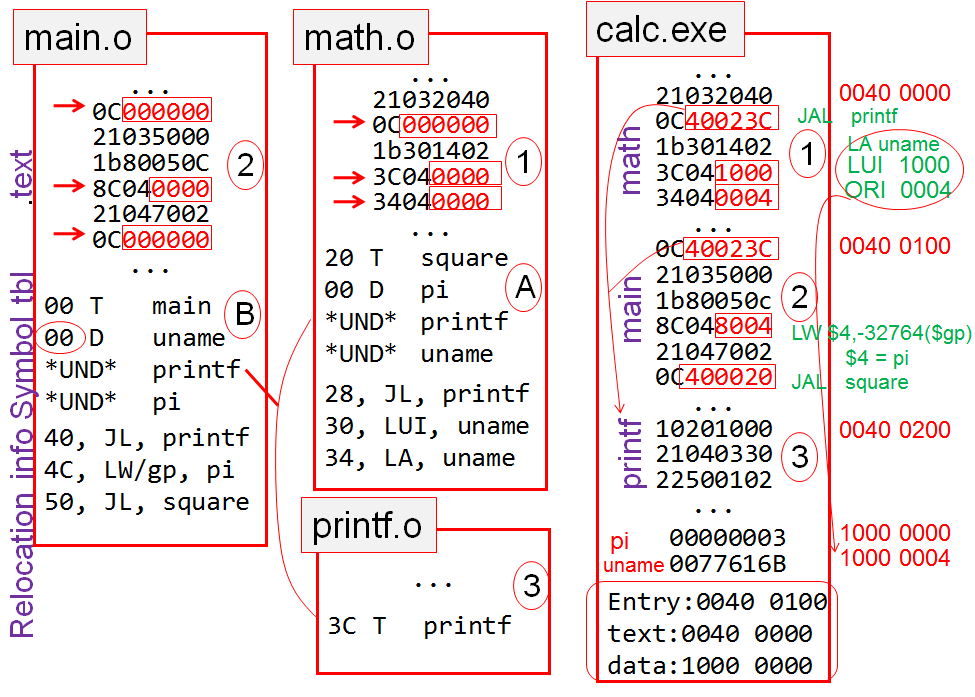 main.o
...
0C000000
21035000
1b80050C
8C040000
21047002
0C000000
...
2
.text
00 T main
00 D uname
*UND* printf
*UND* pi
B
Symbol tbl
40, JL, printf
4C, LW/gp, pi
50, JL, square
Relocation info
math.o
...
21032040
0C000000
1b301402
3C040000
34040000
...
1
20 T square
00 D pi
*UND* printf
*UND* uname
A
28, JL, printf
30, LUI, uname
34, LA, uname
printf.o
...
3
3C T printf
calc.exe
...
21032040 0040 0000
0C40023C JAL printf
1b301402 LA uname
3C041000 LUI 1000
34040004 ORI 0004
math
1
...
0C40023C 0040 0100
21035000
1b80050c
8C048004 LW $4,-32764($gp)
21047002 $4 = pi
0C400020 JAL square
main
2
...
10201000 0040 0200
21040330
22500102
printf
3
...
pi 00000003 1000 0000
uname 0077616B 1000 0004
Entry:0040 0100
text:0040 0000
data:1000 0000